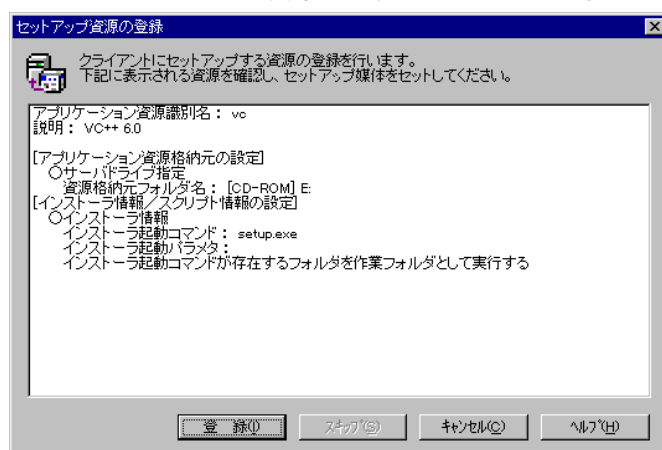 セットアップ資源の登録
クライアントにセットアップする資源の登録を行います。
下記に表示される資源を確認し、セットアップ媒体をセットしてください。
アプリケーション資源識別名： vc
説明： VC++ 6.0
[アプリケーション資源格納元の設定]
○サーバドライブ指定
資源格納元フォルダ名： [CD-ROM] E:
[インストーラ情報／スクリプト情報の設定]
○インストーラ情報
インストーラ起動コマンド： setup.exe
インストーラ起動パラメタ：
インストーラ起動コマンドが存在するフォルダを作業フォルダとして実行する
登　録(I) スキップ(S) キャンセル(C) ヘルプ(H)